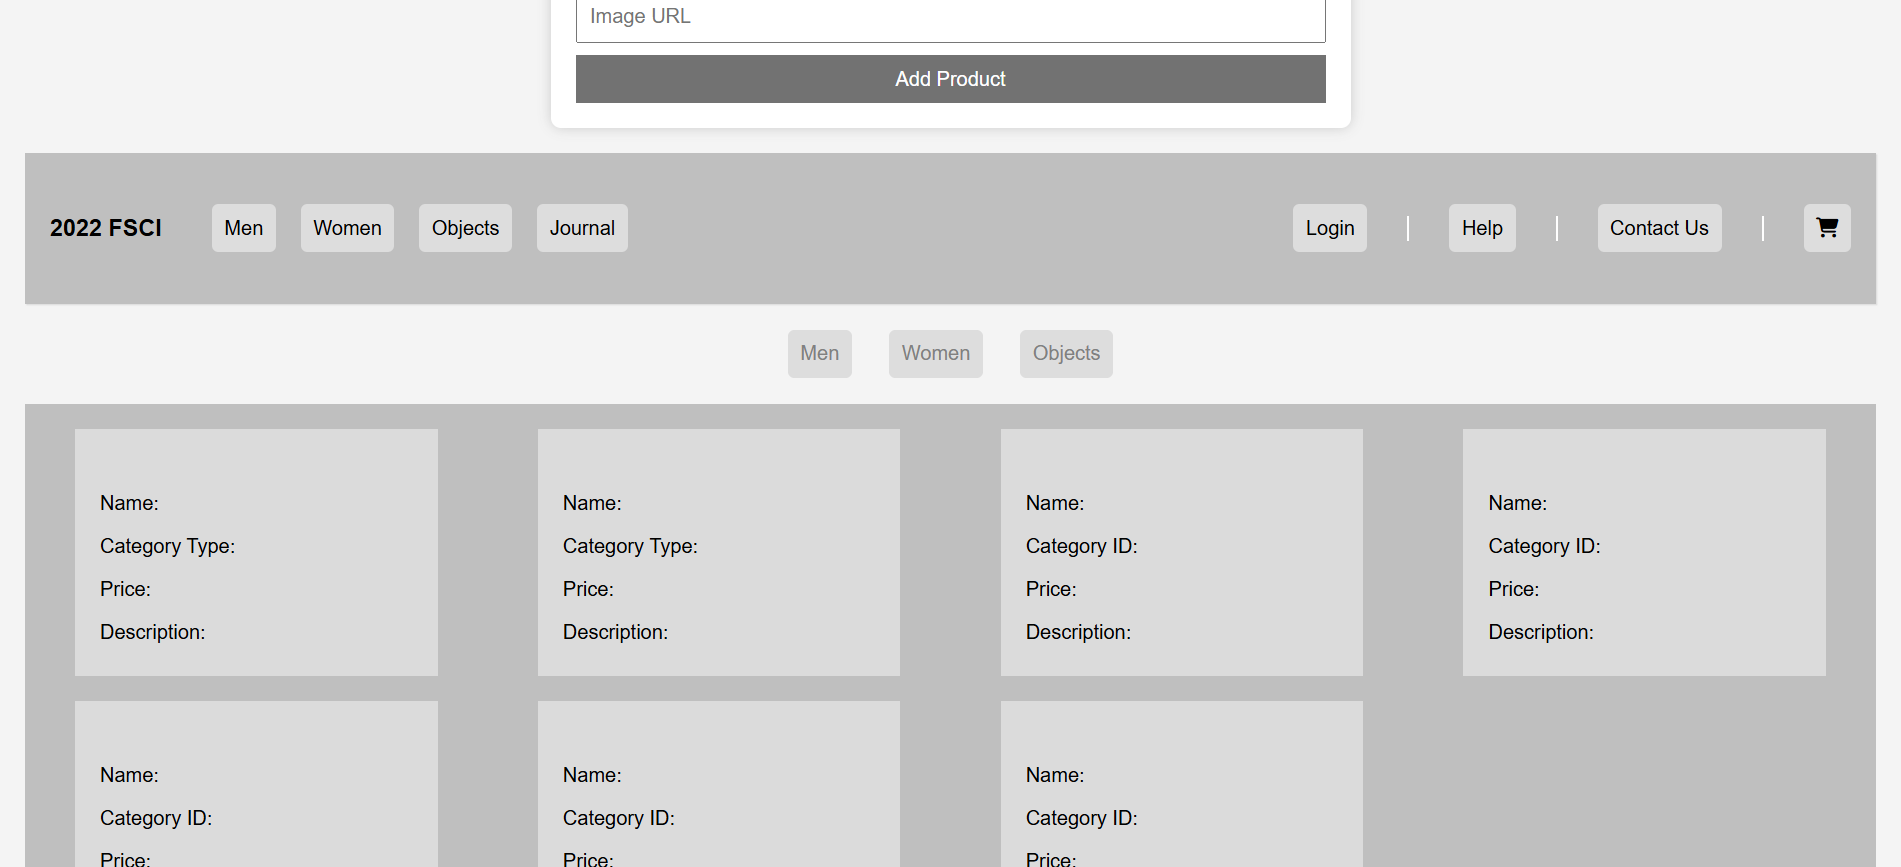 Image URL
Add Product
2022 FSCI Men Women Objects Journal Login Help Contact Us
Men Women Objects
Name: Name: Name: Name:
Category Type: Category Type: Category ID: Category ID:
Price: Price: Price: Price:
Description: Description: Description: Description:
Name: Name: Name:
Category ID: Category ID: Category ID:
Price: Price: Price: